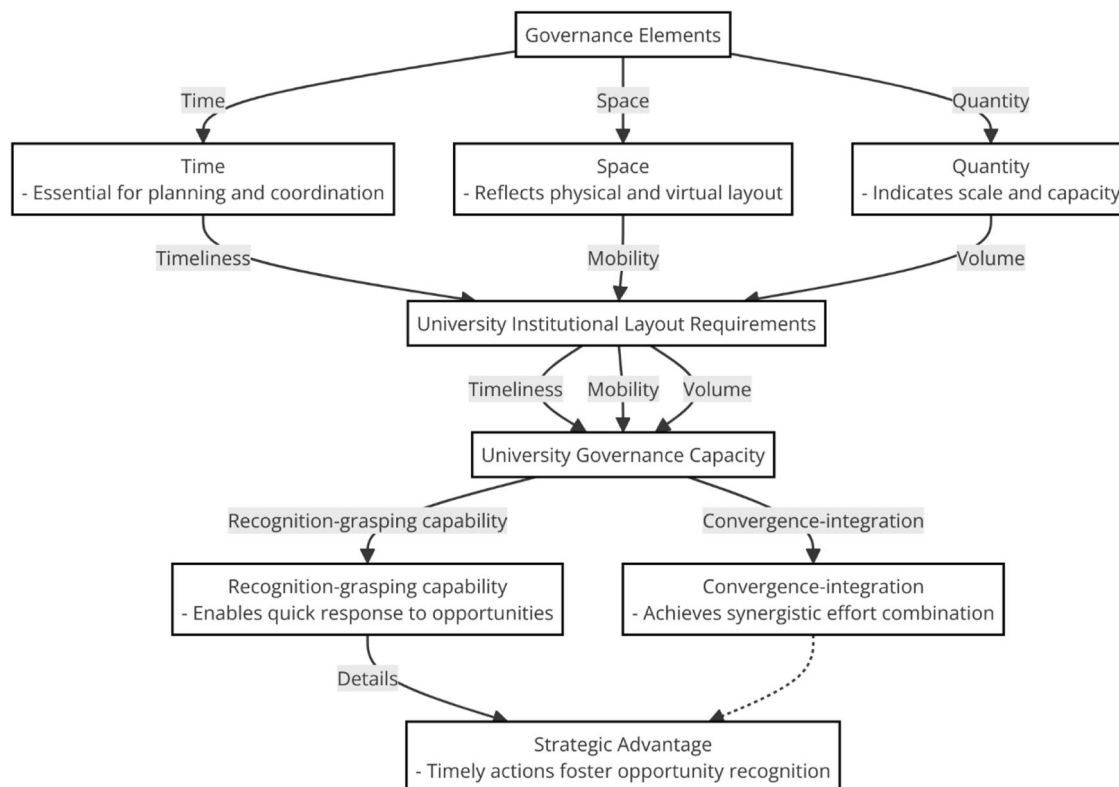 Governance Elements
Time
Space
Quantity
Time
- Essential for planning and coordination
Space
- Reflects physical and virtual layout
Quantity
- Indicates scale and capacity
Timeliness
Mobility
Volume
University Institutional Layout Requirements
Timeliness
Mobility
Volume
University Governance Capacity
Recognition-grasping capability
Convergence-integration
Recognition-grasping capability
- Enables quick response to opportunities
Convergence-integration
- Achieves synergistic effort combination
Details
Strategic Advantage
- Timely actions foster opportunity recognition